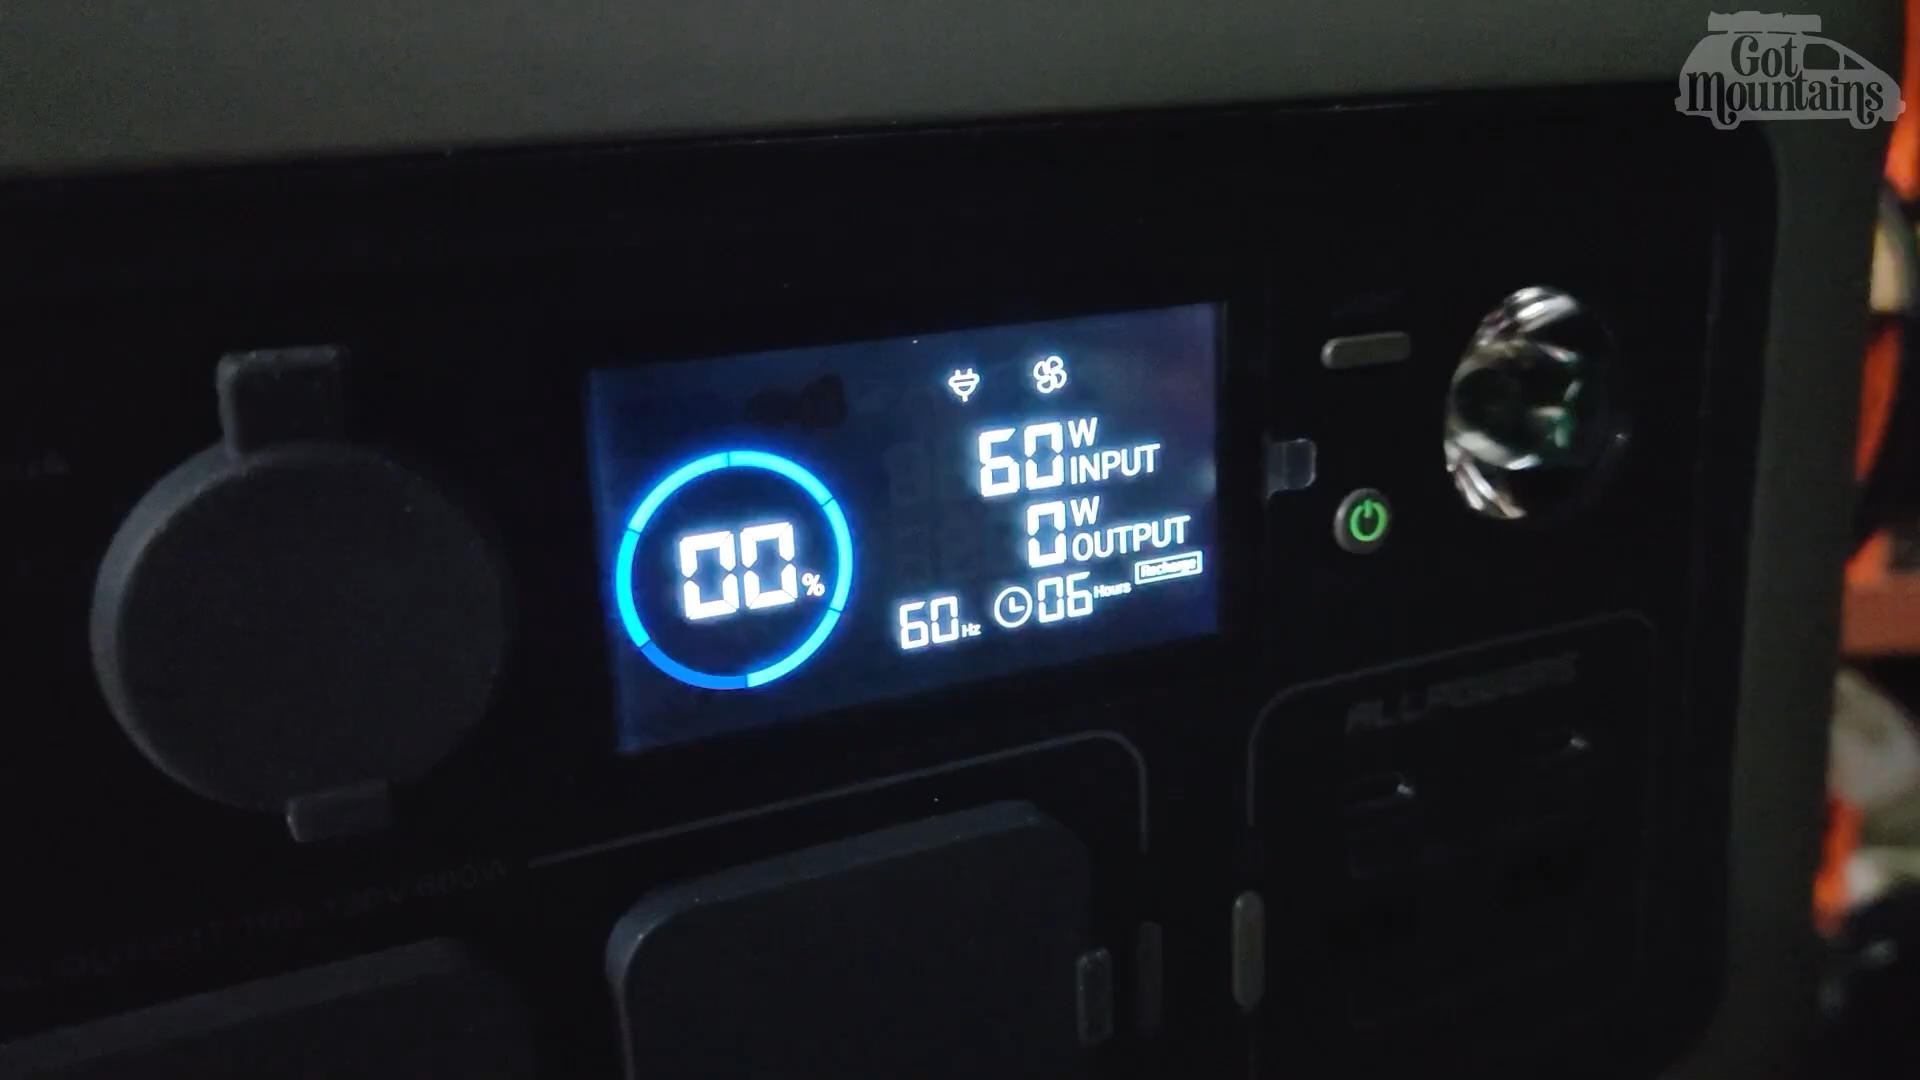 Got
Mountains
60 W
INPUT
0 W
OUTPUT
Recharge
00 %
60 Hz 06 Hours
ALLPOWERS